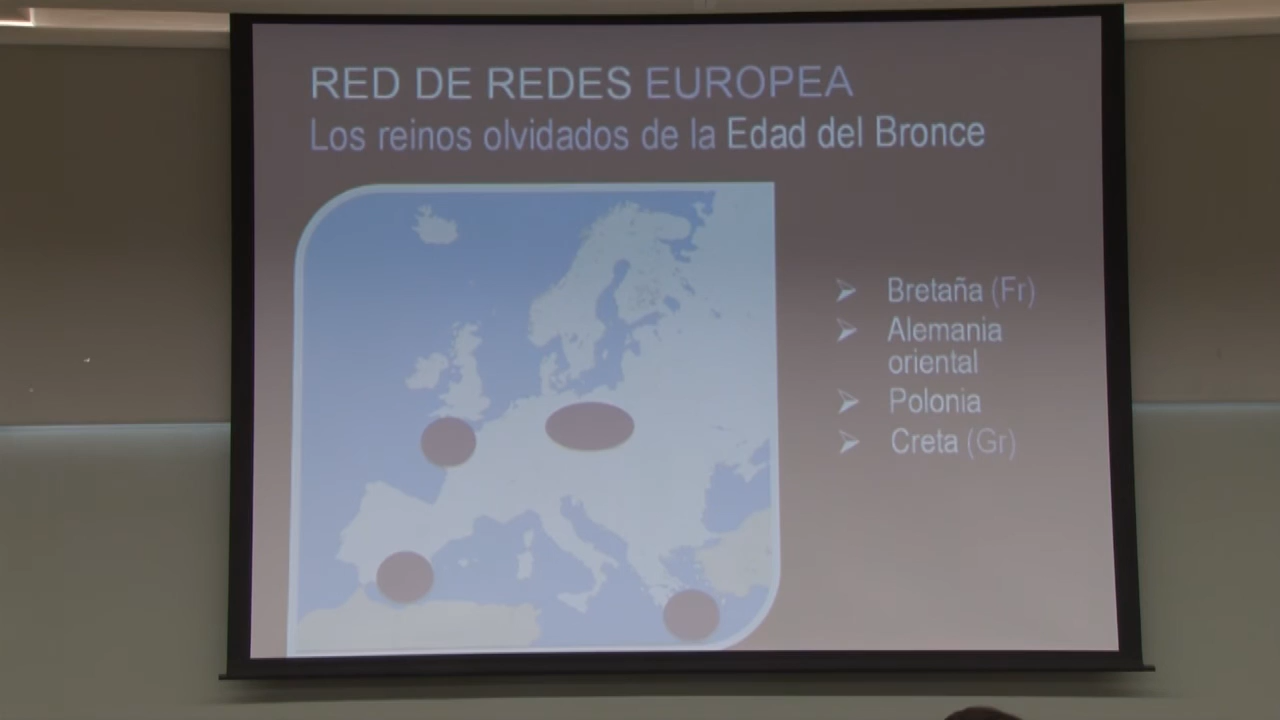 RED DE REDES EUROPEA
Los reinos olvidados de la Edad del Bronce
Bretaña (Fr)
Alemania
oriental
Polonia
Creta (Gr)